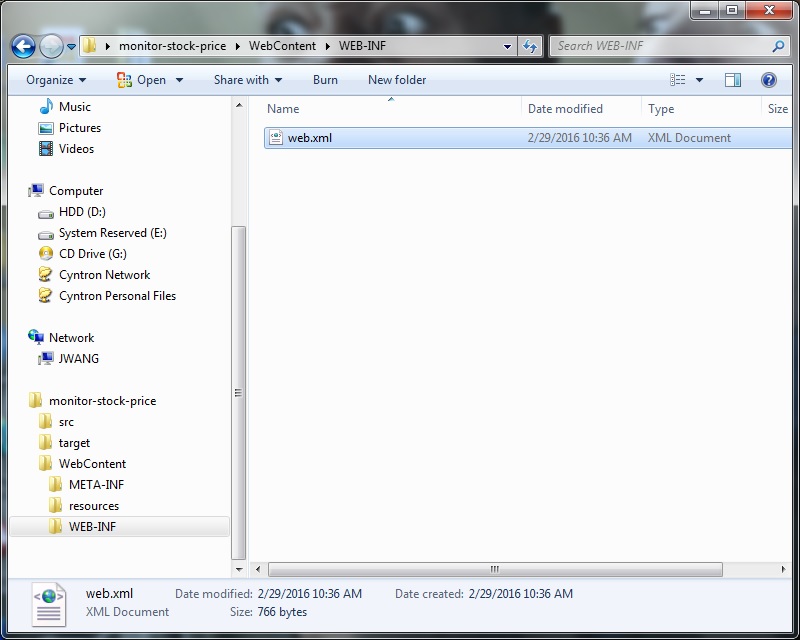 monitor-stock-price WebContent WEB-INF
Search WEB-INF
Organize Open Share with Burn New folder
Music
Pictures
Videos
Computer
HDD (D:)
System Reserved (E:)
CD Drive (G:)
Cyntron Network
Cyntron Personal Files
Network
JWANG
monitor-stock-price
src
target
WebContent
META-INF
resources
WEB-INF
Name Date modified Type Size
web.xml 2/29/2016 10:36 AM XML Document
web.xml Date modified: 2/29/2016 10:36 AM Date created: 2/29/2016 10:36 AM
XML Document Size: 766 bytes